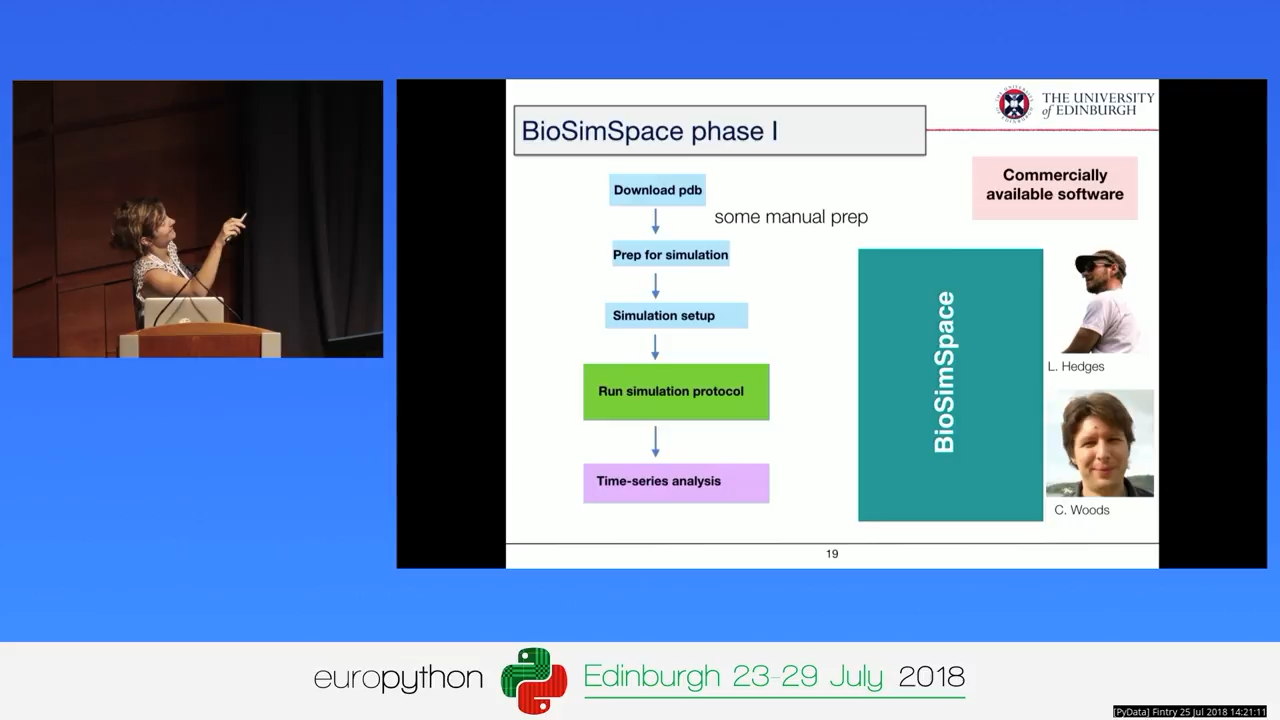 BioSimSpace phase I
THE UNIVERSITY
of EDINBURGH
Commercially
available software
Download pdb
some manual prep
Prep for simulation
Simulation setup
Run simulation protocol
Time-series analysis
BioSimSpace
L. Hedges
C. Woods
19
europython
Edinburgh 23-29 July 2018
[PyData] Fintry 25 Jul 2018 14:21:11